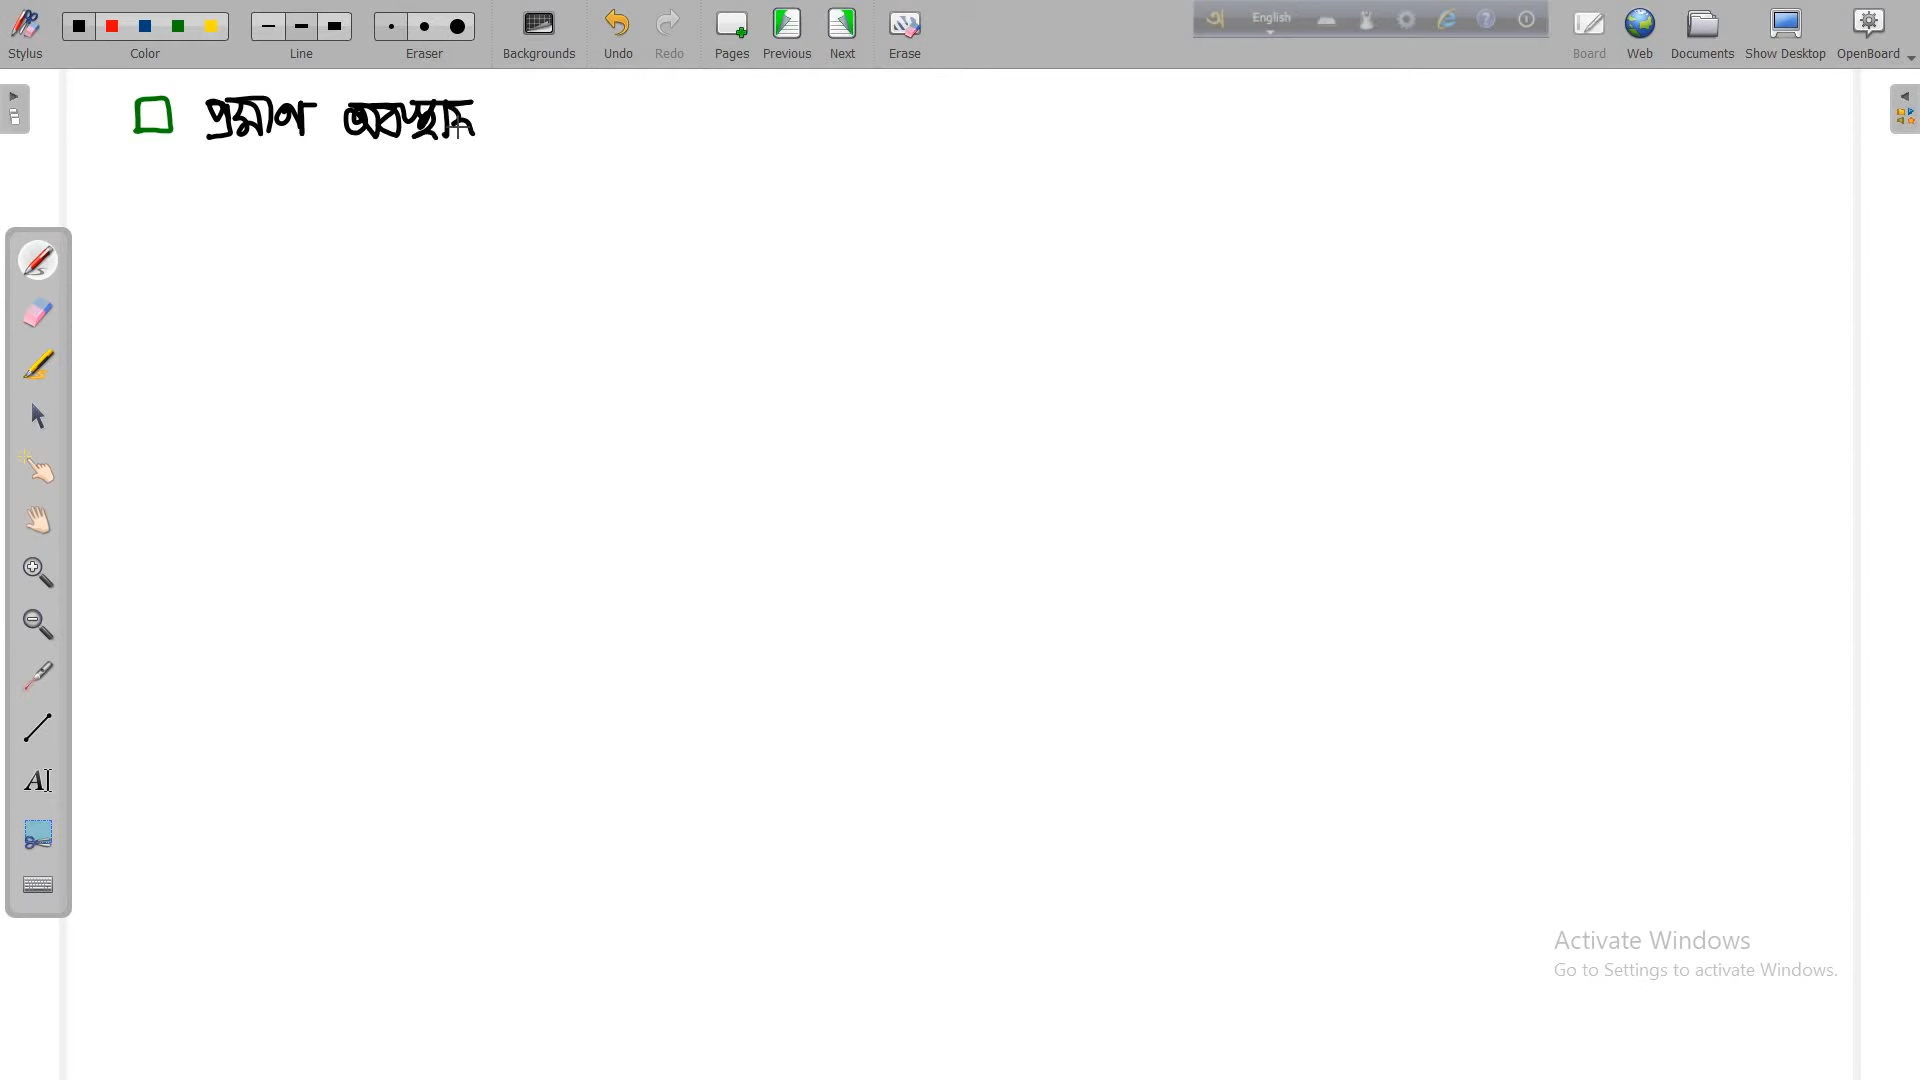 Stylus Color Line Eraser Backgrounds Undo Redo Pages Previous Next Erase English Board Web Documents Show Desktop OpenBoard
প্রমাণ অবস্থান
Activate Windows
Go to Settings to activate Windows.